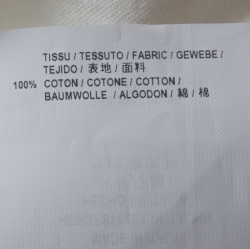 TISSU / TESSUTO / FABRIC / GEWEBE /
TEJIDO / 表地 / 面料
100% COTON / COTONE / COTTON /
BAUMWOLLE / ALGODON / 綿 / 棉